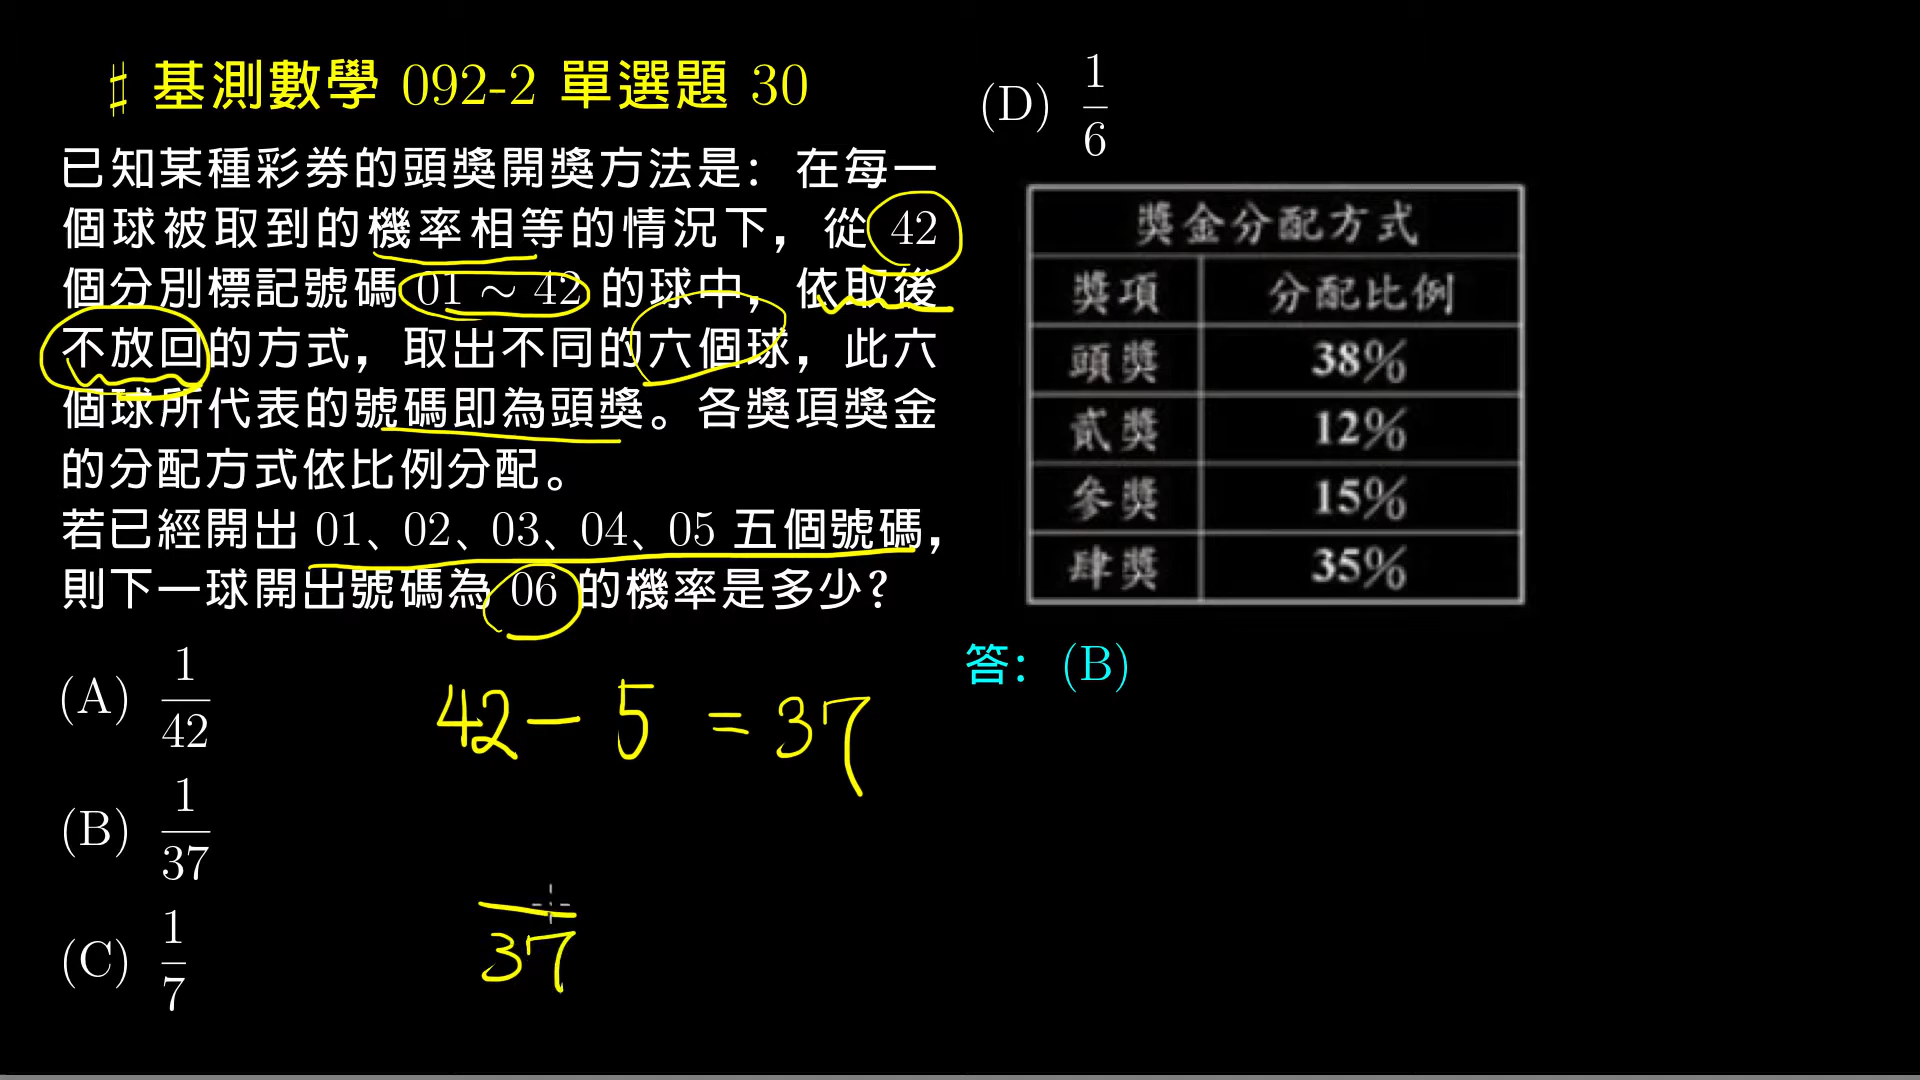 ♯ 基測數學 092-2 單選題 30
已知某種彩券的頭獎開獎方法是：在每一
個球被取到的機率相等的情況下，從 42
個分別標記號碼 01 ~ 42 的球中，依取後
不放回的方式，取出不同的六個球，此六
個球所代表的號碼即為頭獎。各獎項獎金
的分配方式依比例分配。
若已經開出 01、02、03、04、05 五個號碼，
則下一球開出號碼為 06 的機率是多少？
(A) 1/42
(B) 1/37
(C) 1/7
42 - 5 = 37
37
(D) 1/6
獎金分配方式
獎項 分配比例
頭獎 38%
貳獎 12%
參獎 15%
肆獎 35%
答：(B)